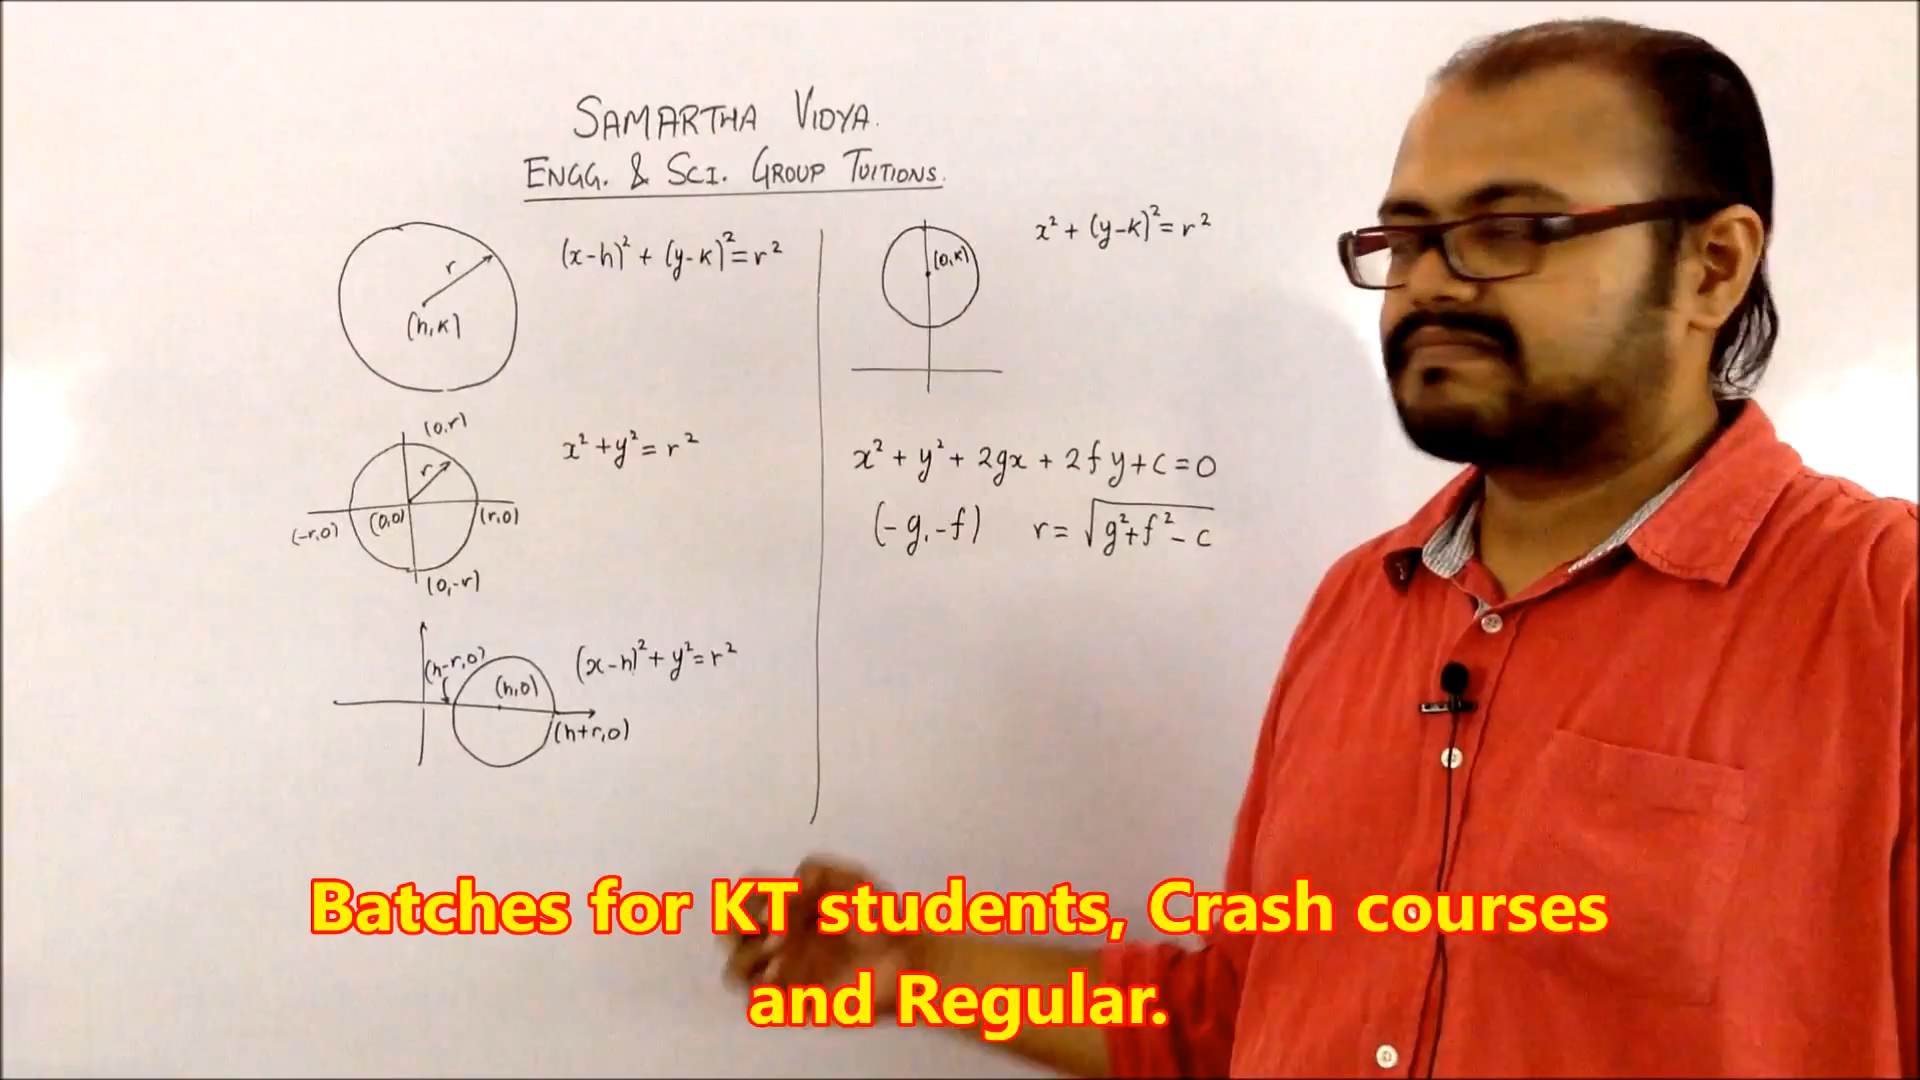 SAMARTHA VIDYA.
ENGG. & SCI. GROUP TUITIONS.
r
(h,k)
(x-h)² + (y-k)² = r²
(0,r)
r
(-r,0)
(0,0)
(r,0)
(0,-r)
x² + y² = r²
(h-r,0)
(h,0)
(h+r,0)
(x-h)² + y² = r²
(0,k)
x² + (y-k)² = r²
x² + y² + 2gx + 2fy + c = 0
(-g,-f) r = √g²+f²-c
Batches for KT students, Crash courses
and Regular.